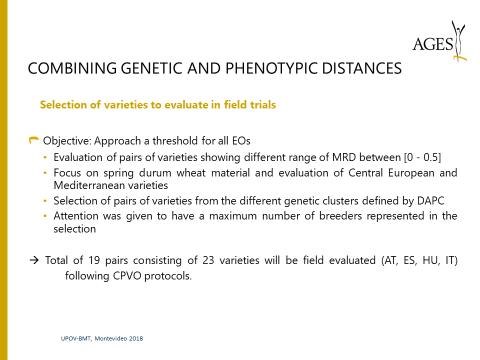 AGES
COMBINING GENETIC AND PHENOTYPIC DISTANCES
Selection of varieties to evaluate in field trials
Objective: Approach a threshold for all EOs
• Evaluation of pairs of varieties showing different range of MRD between [0 - 0.5]
• Focus on spring durum wheat material and evaluation of Central European and
Mediterranean varieties
• Selection of pairs of varieties from the different genetic clusters defined by DAPC
• Attention was given to have a maximum number of breeders represented in the
selection
→ Total of 19 pairs consisting of 23 varieties will be field evaluated (AT, ES, HU, IT)
following CPVO protocols.
UPOV-BMT, Montevideo 2018